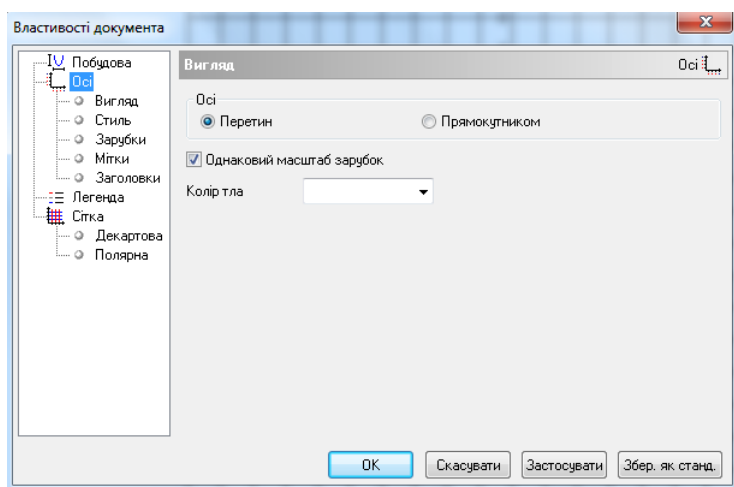 Властивості документа
Побудова
Осі
Вигляд
Стиль
Зарубки
Мітки
Заголовки
Легенда
Сітка
Декартова
Полярна
Вигляд
Осі
Осі
Перетин
Прямокутником
Однаковий масштаб зарубок
Колір тла
OK
Скасувати
Застосувати
Збер. як станд.